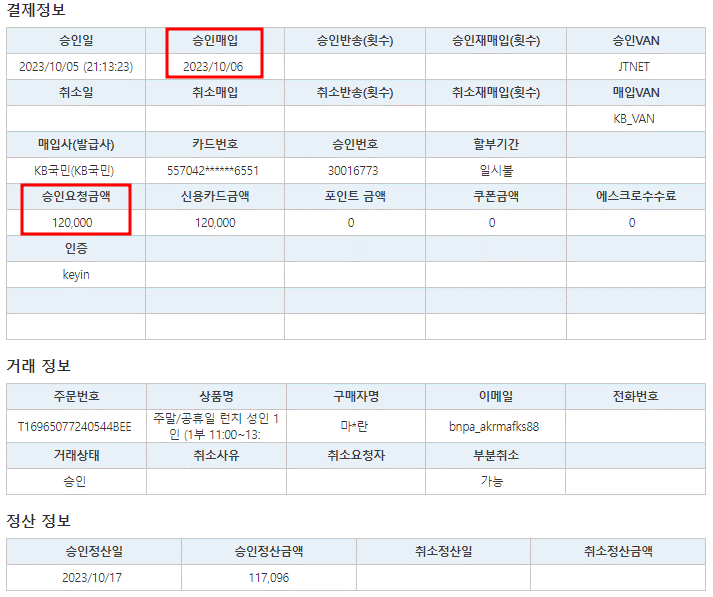 결제정보
승인일 승인매입 승인반송(횟수) 승인재매입(횟수) 승인VAN
2023/10/05 (21:13:23) 2023/10/06 JTNET
취소일 취소매입 취소반송(횟수) 취소재매입(횟수) 매입VAN
KB_VAN
매입사(발급사) 카드번호 승인번호 할부기간
KB국민(KB국민) 557042******6551 30016773 일시불
승인요청금액 신용카드금액 포인트 금액 쿠폰금액 에스크로수수료
120,000 120,000 0 0 0
인증
keyin
거래 정보
주문번호 상품명 구매자명 이메일 전화번호
T16965077240544BEE 주말/공휴일 런치 성인 1
인 (1부 11:00~13: 마*란 bnpa_akrmafks88
거래상태 취소사유 취소요청자 부분취소
승인 가능
정산 정보
승인정산일 승인정산금액 취소정산일 취소정산금액
2023/10/17 117,096